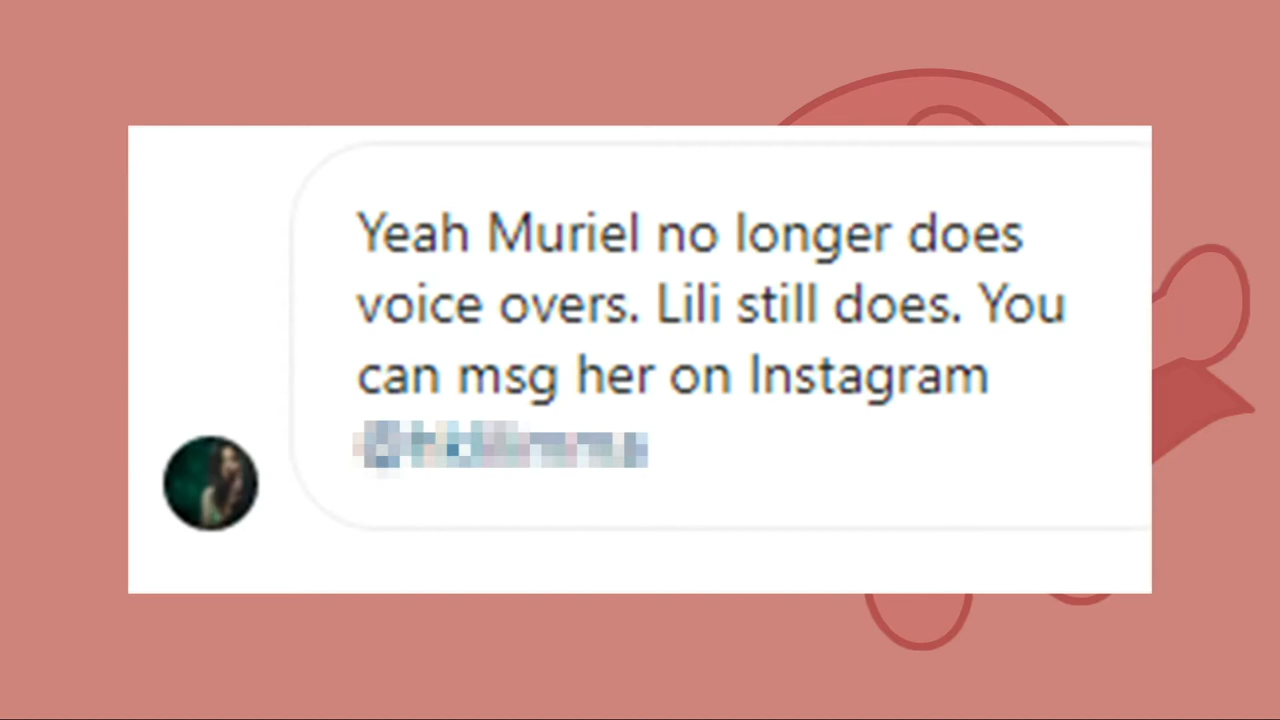 Yeah Muriel no longer does
voice overs. Lili still does. You
can msg her on Instagram